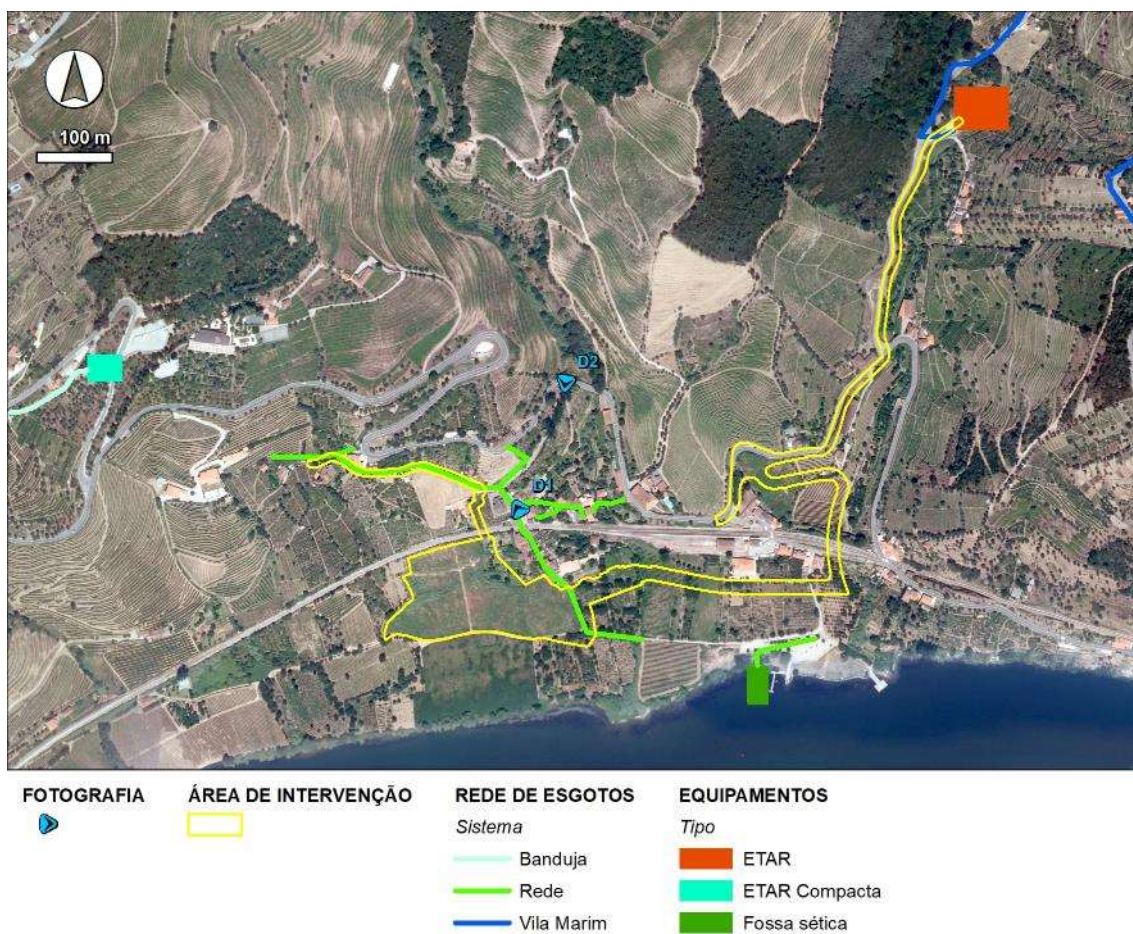 100 m
D2
D1
FOTOGRAFIA
ÁREA DE INTERVENÇÃO
REDE DE ESGOTOS
Sistema
Banduja
Rede
Vila Marim
EQUIPAMENTOS
Tipo
ETAR
ETAR Compacta
Fossa sética